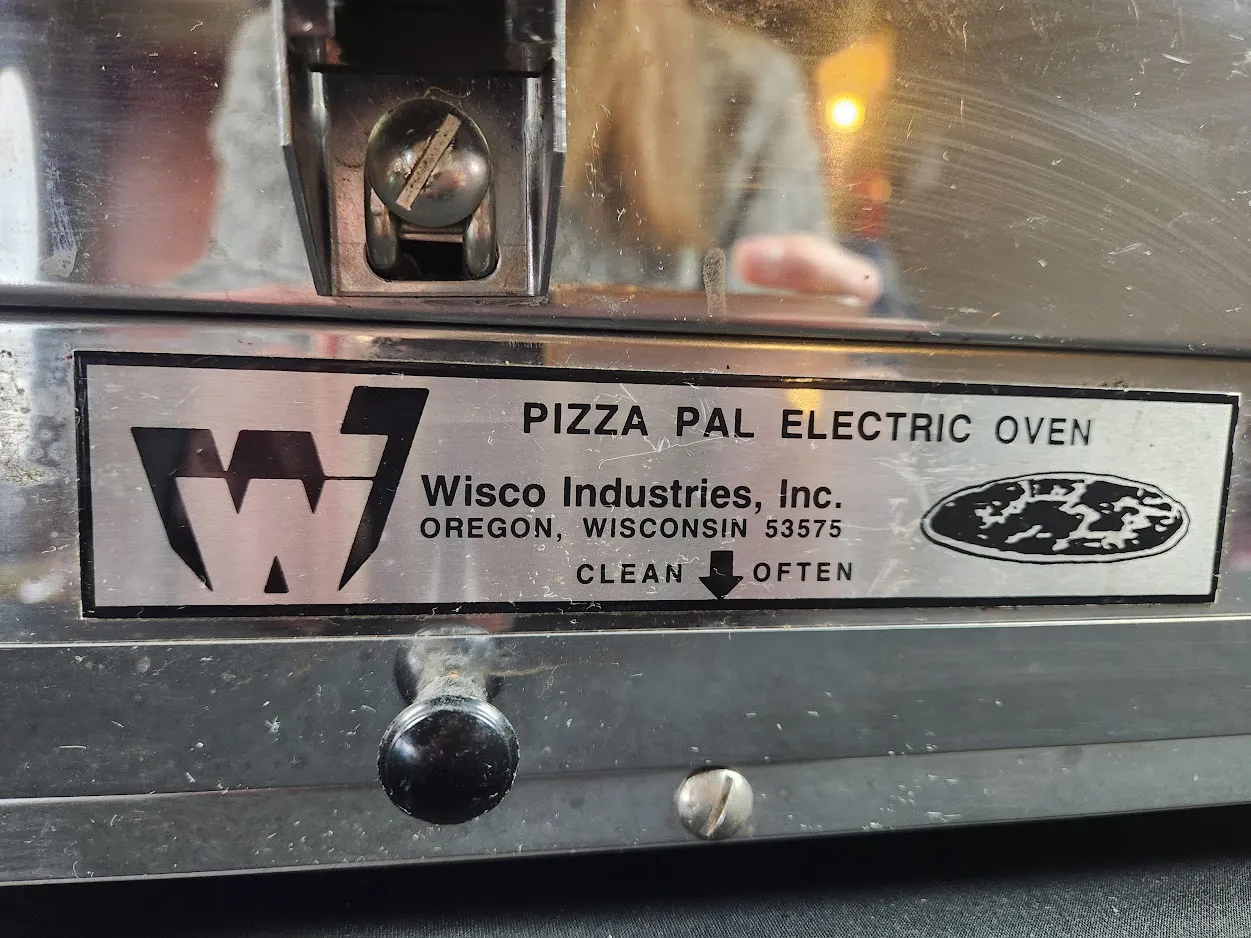 PIZZA PAL ELECTRIC OVEN
Wisco Industries, Inc.
OREGON, WISCONSIN 53575
CLEAN OFTEN